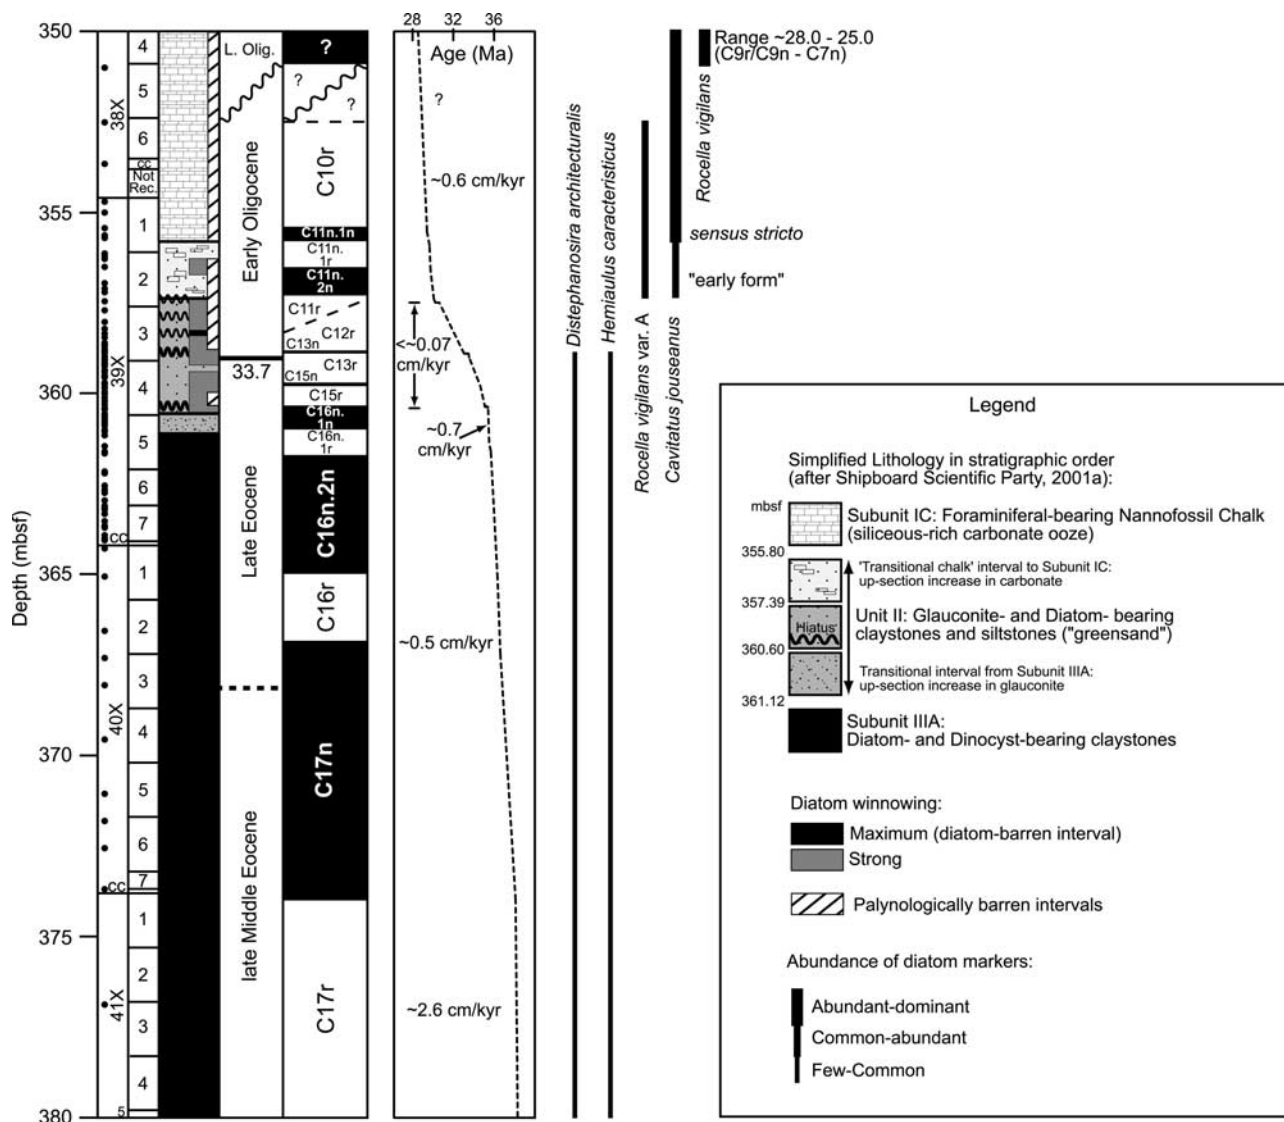 28 32 36
Age (Ma)
350
355
360
365
370
375
380
Depth (mbsf)
38X
39X
40X
41X
4
5
6
cc
Not
Rec.
1
2
3
4
5
6
7
cc
1
2
3
4
5
6
7
cc
1
2
3
4
5
L. Olig.
Early Oligocene
33.7
Late Eocene
late Middle Eocene
?
?
?
C10r
C11n.1n
C11n.
1r
C11n.
2n
C11r
C12r
C13n
C13r
C15n
C15r
C16n.
1n
C16n.
1r
C16n.2n
C16r
C17n
C17r
?
~0.6 cm/kyr
<~0.07
cm/kyr
~0.7
cm/kyr
~0.5 cm/kyr
~2.6 cm/kyr
Distephanosira architecturalis
Hemiaulus caracteristicus
Rocella vigilans var. A
Cavitatus jouseanus
Rocella vigilans
Range ~28.0 - 25.0
(C9r/C9n - C7n)
sensus stricto
"early form"
Legend
Simplified Lithology in stratigraphic order
(after Shipboard Scientific Party, 2001a):
mbsf
Subunit IC: Foraminiferal-bearing Nannofossil Chalk
(siliceous-rich carbonate ooze)
355.80
'Transitional chalk' interval to Subunit IC:
up-section increase in carbonate
357.39
Hiatus
Unit II: Glauconite- and Diatom- bearing
claystones and siltstones ("greensand")
360.60
Transitional interval from Subunit IIIA:
up-section increase in glauconite
361.12
Subunit IIIA:
Diatom- and Dinocyst-bearing claystones
Diatom winnowing:
Maximum (diatom-barren interval)
Strong
Palynologically barren intervals
Abundance of diatom markers:
Abundant-dominant
Common-abundant
Few-Common